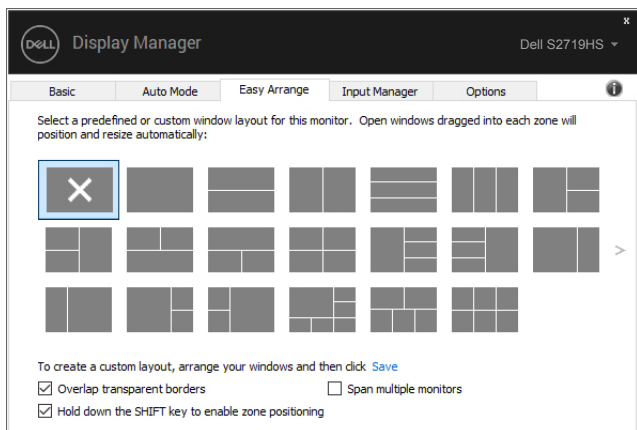 x
DELL Display Manager
Dell S2719HS
Basic Auto Mode Easy Arrange Input Manager Options
Select a predefined or custom window layout for this monitor. Open windows dragged into each zone will
position and resize automatically:
To create a custom layout, arrange your windows and then click Save
Overlap transparent borders Span multiple monitors
Hold down the SHIFT key to enable zone positioning